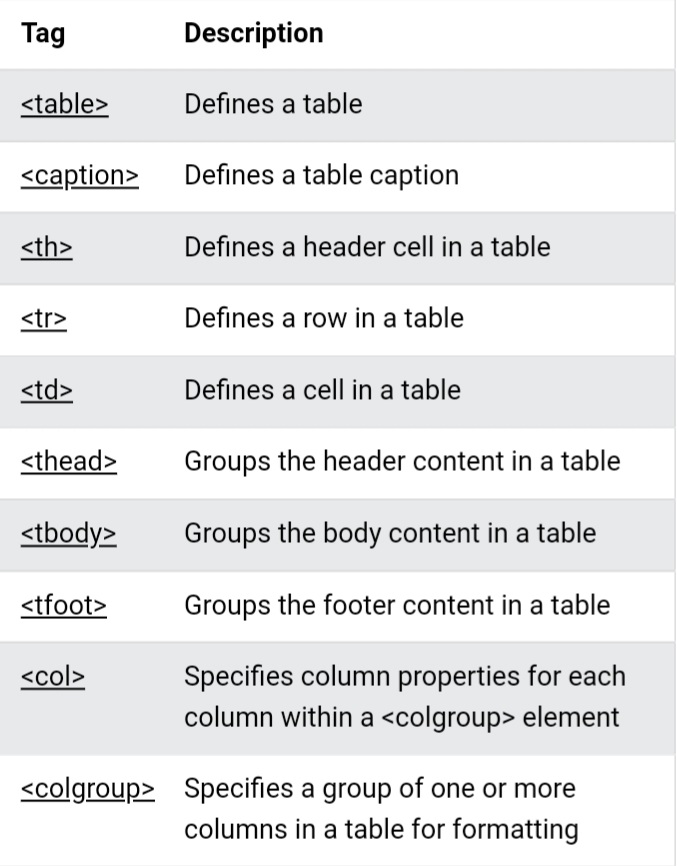 Tag Description
<table> Defines a table
<caption> Defines a table caption
<th> Defines a header cell in a table
<tr> Defines a row in a table
<td> Defines a cell in a table
<thead> Groups the header content in a table
<tbody> Groups the body content in a table
<tfoot> Groups the footer content in a table
<col> Specifies column properties for each
column within a <colgroup> element
<colgroup> Specifies a group of one or more
columns in a table for formatting